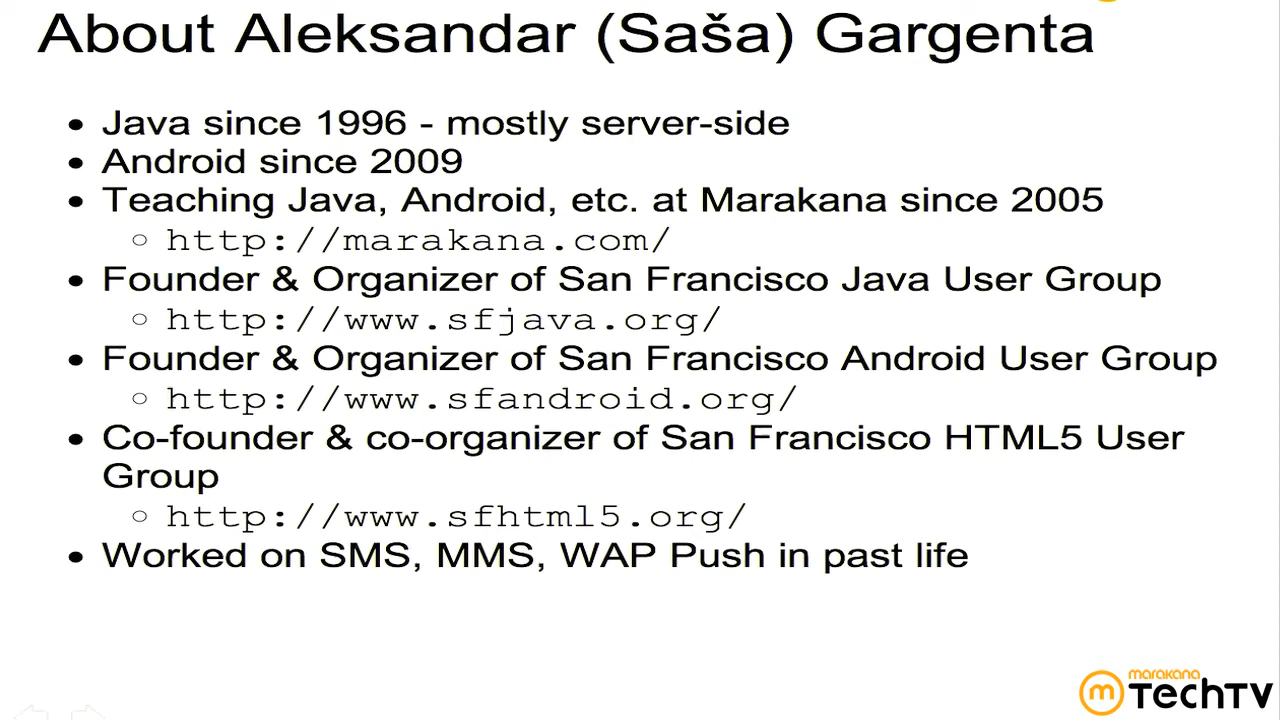 About Aleksandar (Saša) Gargenta
• Java since 1996 - mostly server-side
• Android since 2009
• Teaching Java, Android, etc. at Marakana since 2005
○ http://marakana.com/
• Founder & Organizer of San Francisco Java User Group
○ http://www.sfjava.org/
• Founder & Organizer of San Francisco Android User Group
○ http://www.sfandroid.org/
• Co-founder & co-organizer of San Francisco HTML5 User
Group
○ http://www.sfhtml5.org/
• Worked on SMS, MMS, WAP Push in past life
m marakana
TechTV